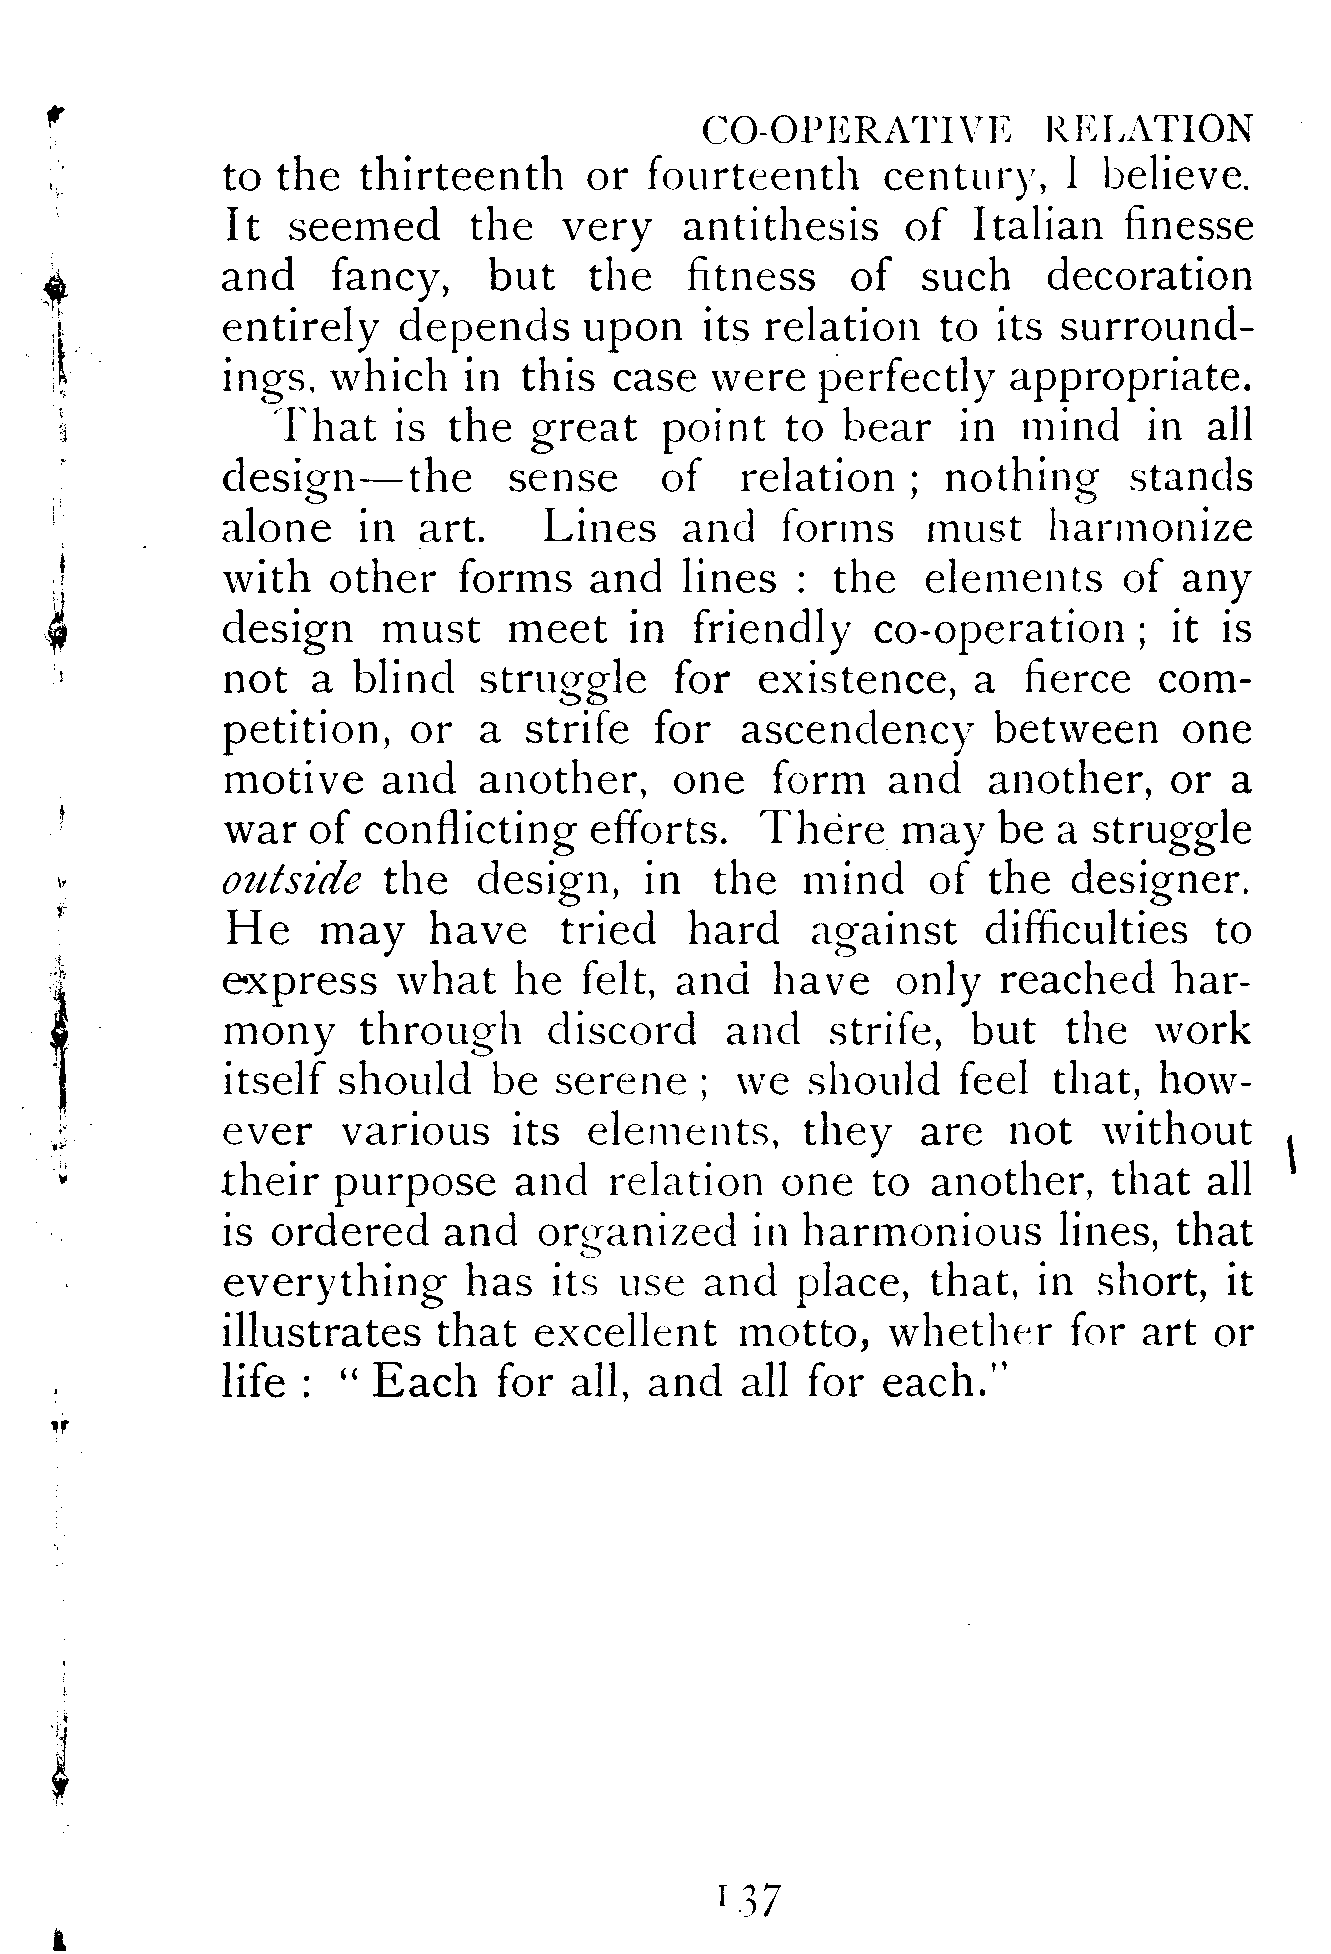 CO-OPERATIVE RELATION
to the thirteenth or fourteenth century, I believe.
It seemed the very antithesis of Italian finesse
and fancy, but the fitness of such decoration
entirely depends upon its relation to its surround-
ings, which in this case were perfectly appropriate.
That is the great point to bear in mind in all
design—the sense of relation ; nothing stands
alone in art. Lines and forms must harmonize
with other forms and lines : the elements of any
design must meet in friendly co-operation ; it is
not a blind struggle for existence, a fierce com-
petition, or a strife for ascendency between one
motive and another, one form and another, or a
war of conflicting efforts. There may be a struggle
outside the design, in the mind of the designer.
He may have tried hard against difficulties to
express what he felt, and have only reached har-
mony through discord and strife, but the work
itself should be serene ; we should feel that, how-
ever various its elements, they are not without
their purpose and relation one to another, that all
is ordered and organized in harmonious lines, that
everything has its use and place, that, in short, it
illustrates that excellent motto, whether for art or
life : “ Each for all, and all for each.”
137